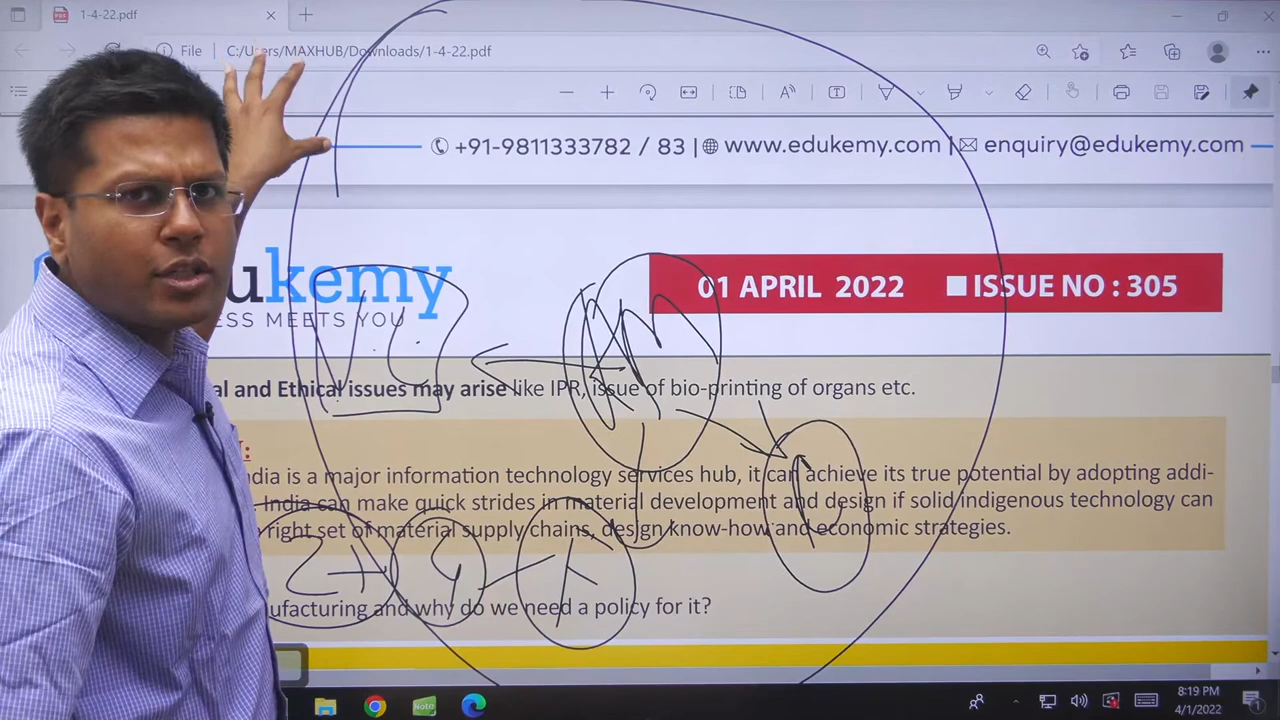 1-4-22.pdf
File | C:/Users/MAXHUB/Downloads/1-4-22.pdf
+91-9811333782 / 83 | www.edukemy.com | enquiry@edukemy.com
ukemy
ESS MEETS YOU
01 APRIL 2022 ■ ISSUE NO : 305
al and Ethical issues may arise like IPR, issue of bio-printing of organs etc.
ndia is a major information technology services hub, it can achieve its true potential by adopting addi-
India can make quick strides in material development and design if solid indigenous technology can
right set of material supply chains, design know-how and economic strategies.
ufacturing and why do we need a policy for it?
AM
8:19 PM
4/1/2022